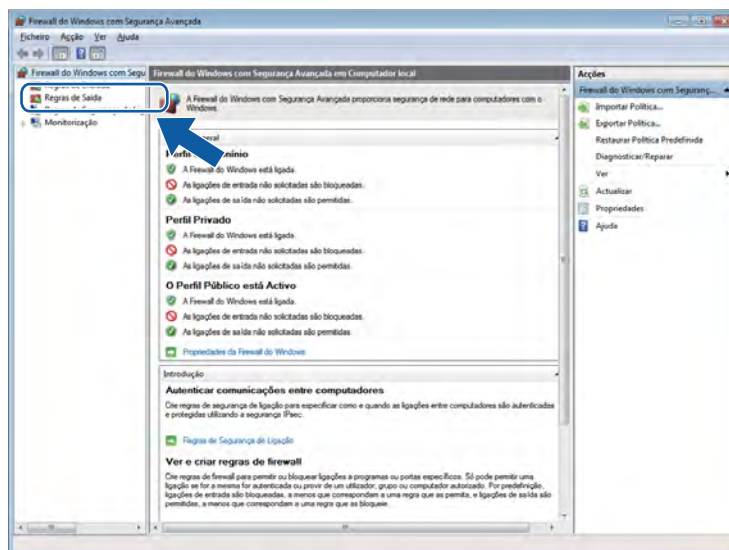 Firewall do Windows com Segurança Avançada
Ficheiro Acção Ver Ajuda
Firewall do Windows com Segu
Regras de Saída
Monitorização
Firewall do Windows com Segurança Avançada em Computador local
A Firewall do Windows com Segurança Avançada proporciona segurança de rede para computadores com o
Windows.
Perfil Privado
A Firewall do Windows está ligada.
As ligações de entrada não solicitadas são bloqueadas.
As ligações de saída não solicitadas são permitidas.
A Firewall do Windows está ligada.
As ligações de entrada não solicitadas são bloqueadas.
As ligações de saída não solicitadas são permitidas.
O Perfil Público está Activo
A Firewall do Windows está ligada.
As ligações de entrada não solicitadas são bloqueadas.
As ligações de saída não solicitadas são permitidas.
Propriedades da Firewall do Windows
Introdução
Autenticar comunicações entre computadores
Crie regras de segurança de ligação para especificar como e quando as ligações entre computadores são autenticadas
e protegidas utilizando a segurança IPsec.
Regras de Segurança de Ligação
Ver e criar regras de firewall
Crie regras de firewall para permitir ou bloquear ligações a programas ou portas específicos. Só pode permitir uma
ligação se for a mesma for autenticada ou provir de um utilizador, grupo ou computador autorizado. Por predefinição,
ligações de entrada são bloqueadas, a menos que correspondam a uma regra que as permita, e ligações de saída são
permitidas, a menos que correspondam a uma regra que as bloqueie.
Acções
Firewall do Windows com Seguranç...
Importar Política...
Exportar Política...
Restaurar Política Predefinida
Diagnosticar/Reparar
Ver
Actualizar
Propriedades
Ajuda